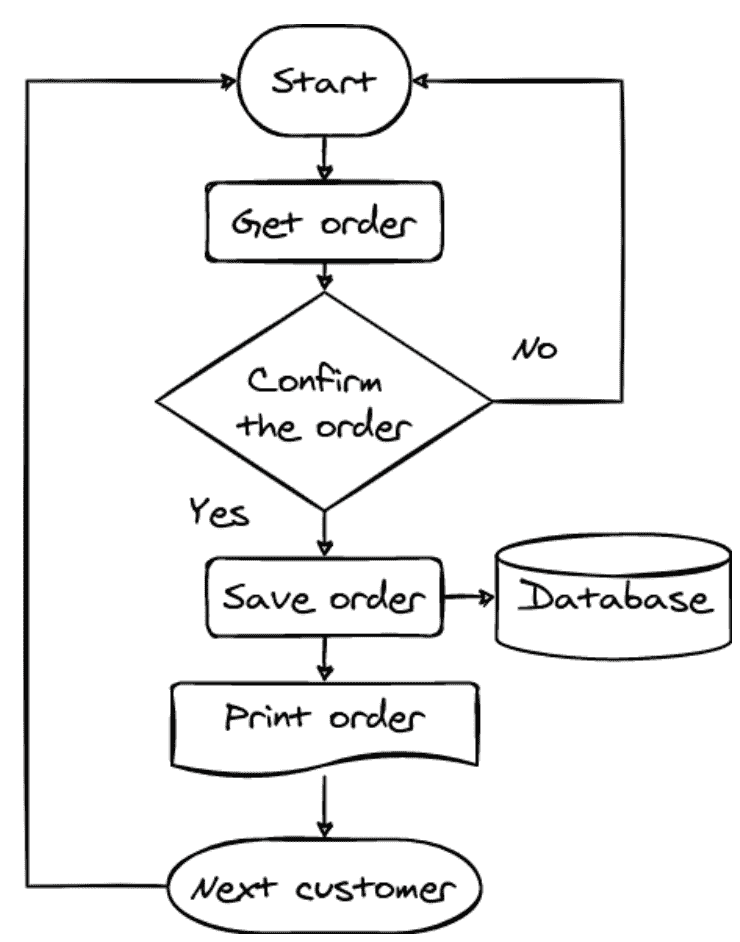 Start
Get order
No
Confirm
the order
Yes
Save order
Database
Print order
Next customer